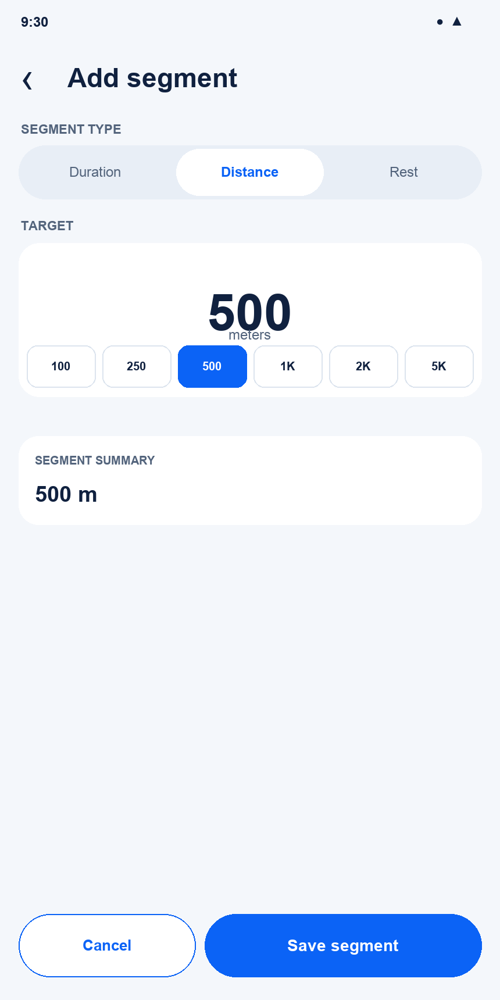 9:30
Add segment
SEGMENT TYPE
Duration Distance Rest
TARGET
500
meters
100 250 500 1K 2K 5K
SEGMENT SUMMARY
500 m
Cancel Save segment